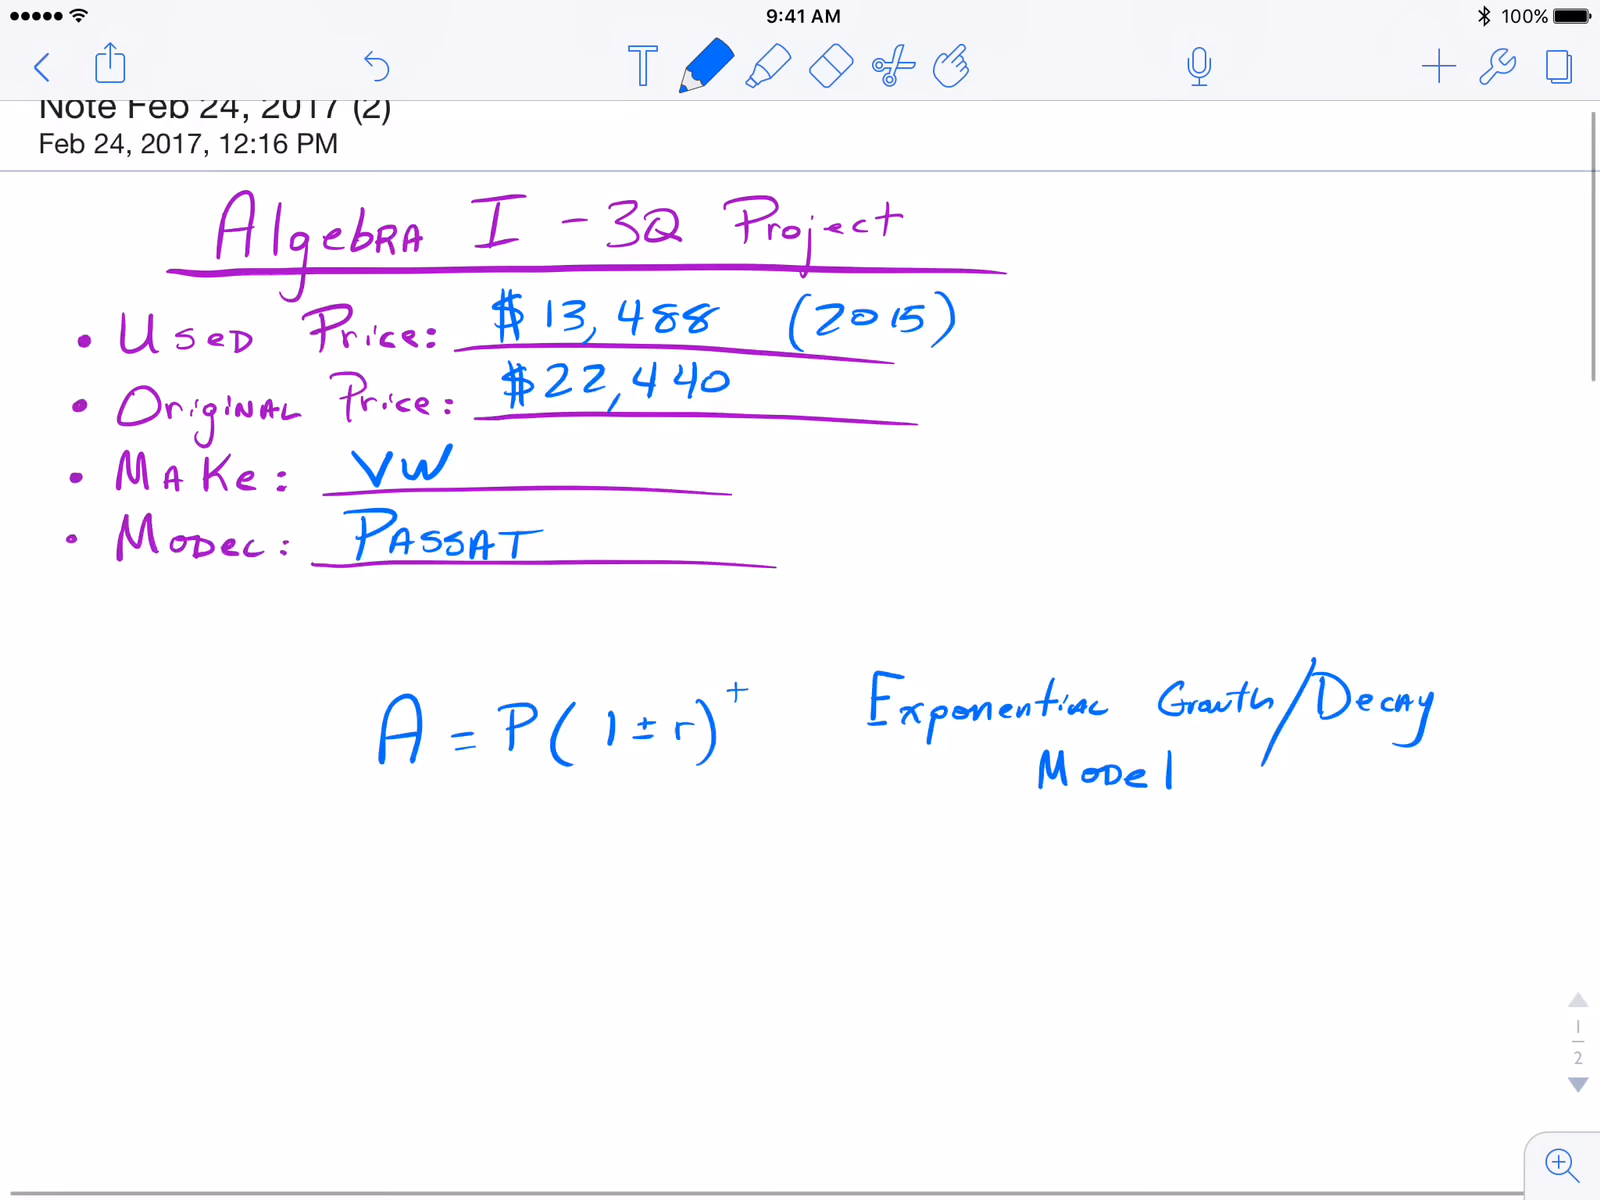 9:41 AM
100%
T
Note Feb 24, 2017 (2)
Feb 24, 2017, 12:16 PM
Algebra I - 3Q Project
• Used Price: $13,488 (2015)
• Original Price: $22,440
• Make: VW
• Model: PASSAT
A = P(1 ± r)^t
Exponential Growth/Decay
Model
1
2